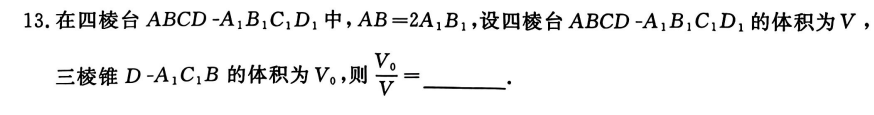 13. 在四棱台 ABCD-A₁B₁C₁D₁ 中，AB=2A₁B₁，设四棱台 ABCD-A₁B₁C₁D₁ 的体积为 V，
三棱锥 D-A₁C₁B 的体积为 V₀，则 V₀/V = ________.